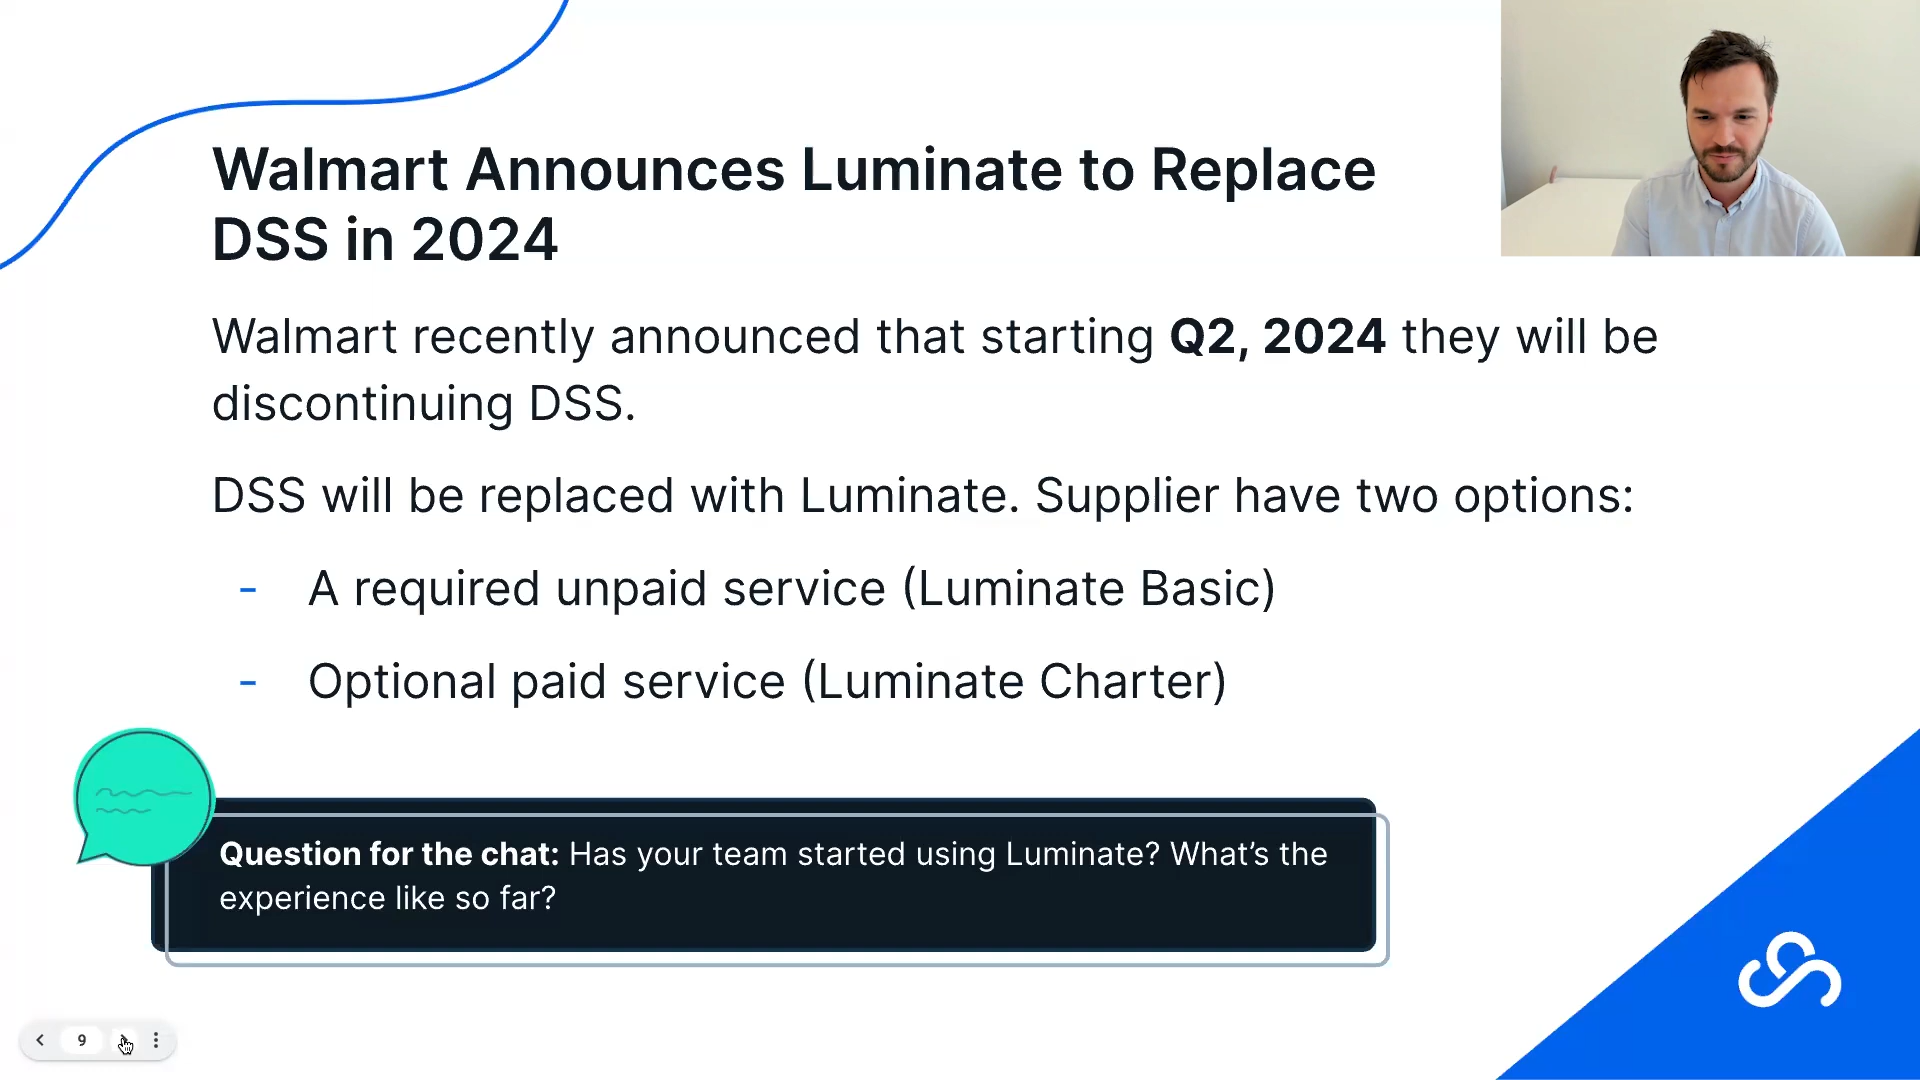 Walmart Announces Luminate to Replace
DSS in 2024
Walmart recently announced that starting Q2, 2024 they will be
discontinuing DSS.
DSS will be replaced with Luminate. Supplier have two options:
- A required unpaid service (Luminate Basic)
- Optional paid service (Luminate Charter)
Question for the chat: Has your team started using Luminate? What’s the
experience like so far?
9